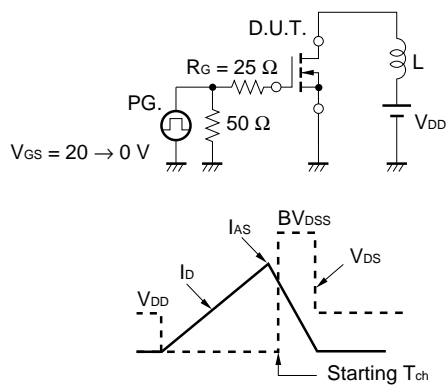 D.U.T.
RG = 25 Ω
L
PG.
50 Ω
VDD
VGS = 20 → 0 V
BVDSS
IAS
VDS
ID
VDD
Starting Tch